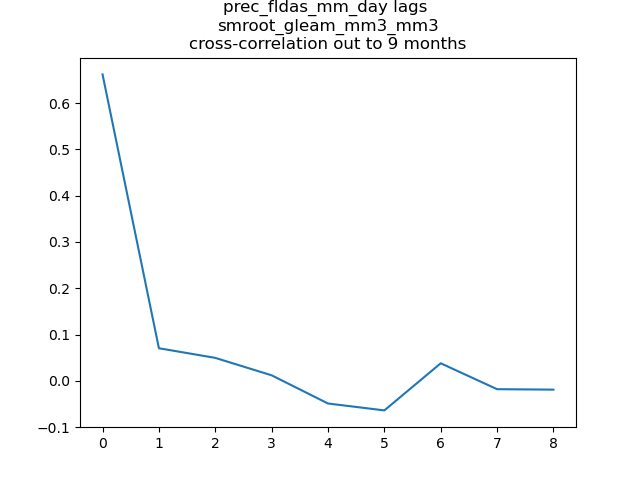 prec_fldas_mm_day lags
smroot_gleam_mm3_mm3
cross-correlation out to 9 months
0.6
0.5
0.4
0.3
0.2
0.1
0.0
−0.1
0 1 2 3 4 5 6 7 8